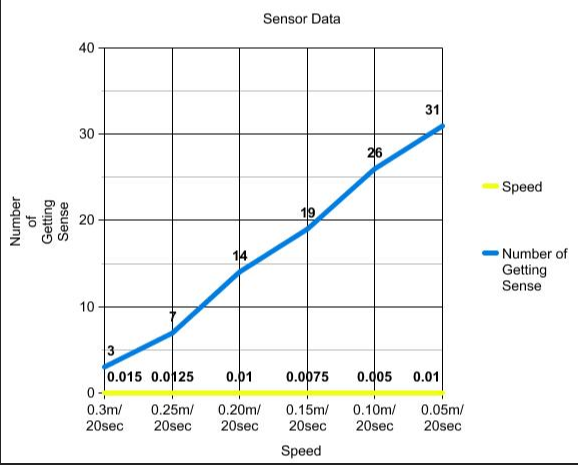 Sensor Data
40
30
20
10
0
Number
of
Getting
Sense
31
26
19
14
7
3
0.015 0.0125 0.01 0.0075 0.005 0.01
0.3m/ 0.25m/ 0.20m/ 0.15m/ 0.10m/ 0.05m/
20sec 20sec 20sec 20sec 20sec 20sec
Speed
Speed
Number of
Getting
Sense